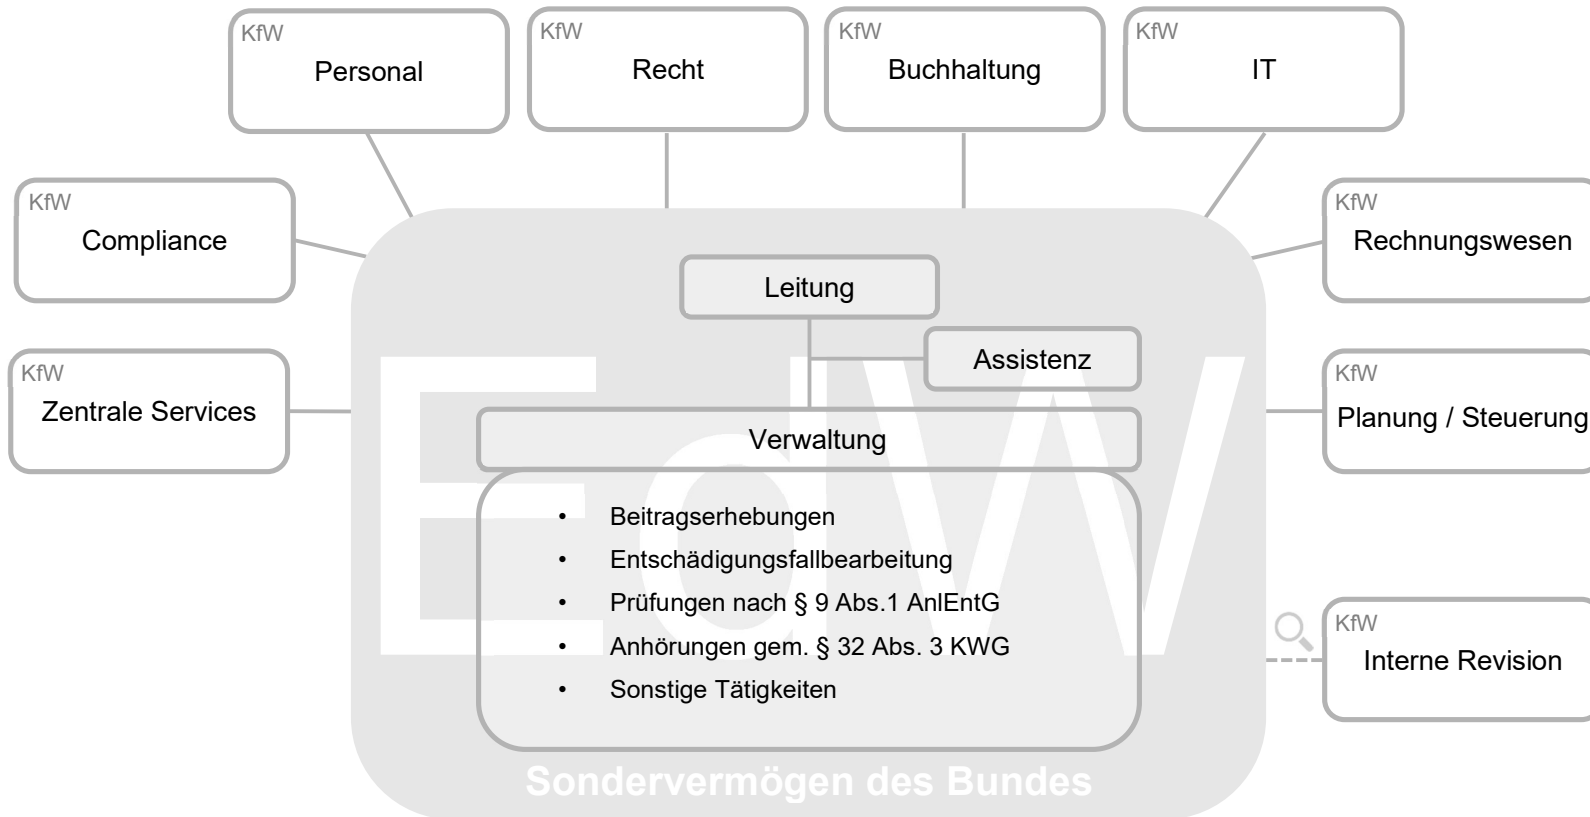 KfW
Personal
KfW
Recht
KfW
Buchhaltung
KfW
IT
KfW
Compliance
KfW
Rechnungswesen
KfW
Zentrale Services
KfW
Planung / Steuerung
KfW
Interne Revision
EdW
Leitung
Assistenz
Verwaltung
• Beitragserhebungen
• Entschädigungsfallbearbeitung
• Prüfungen nach § 9 Abs.1 AnlEntG
• Anhörungen gem. § 32 Abs. 3 KWG
• Sonstige Tätigkeiten
Sondervermögen des Bundes